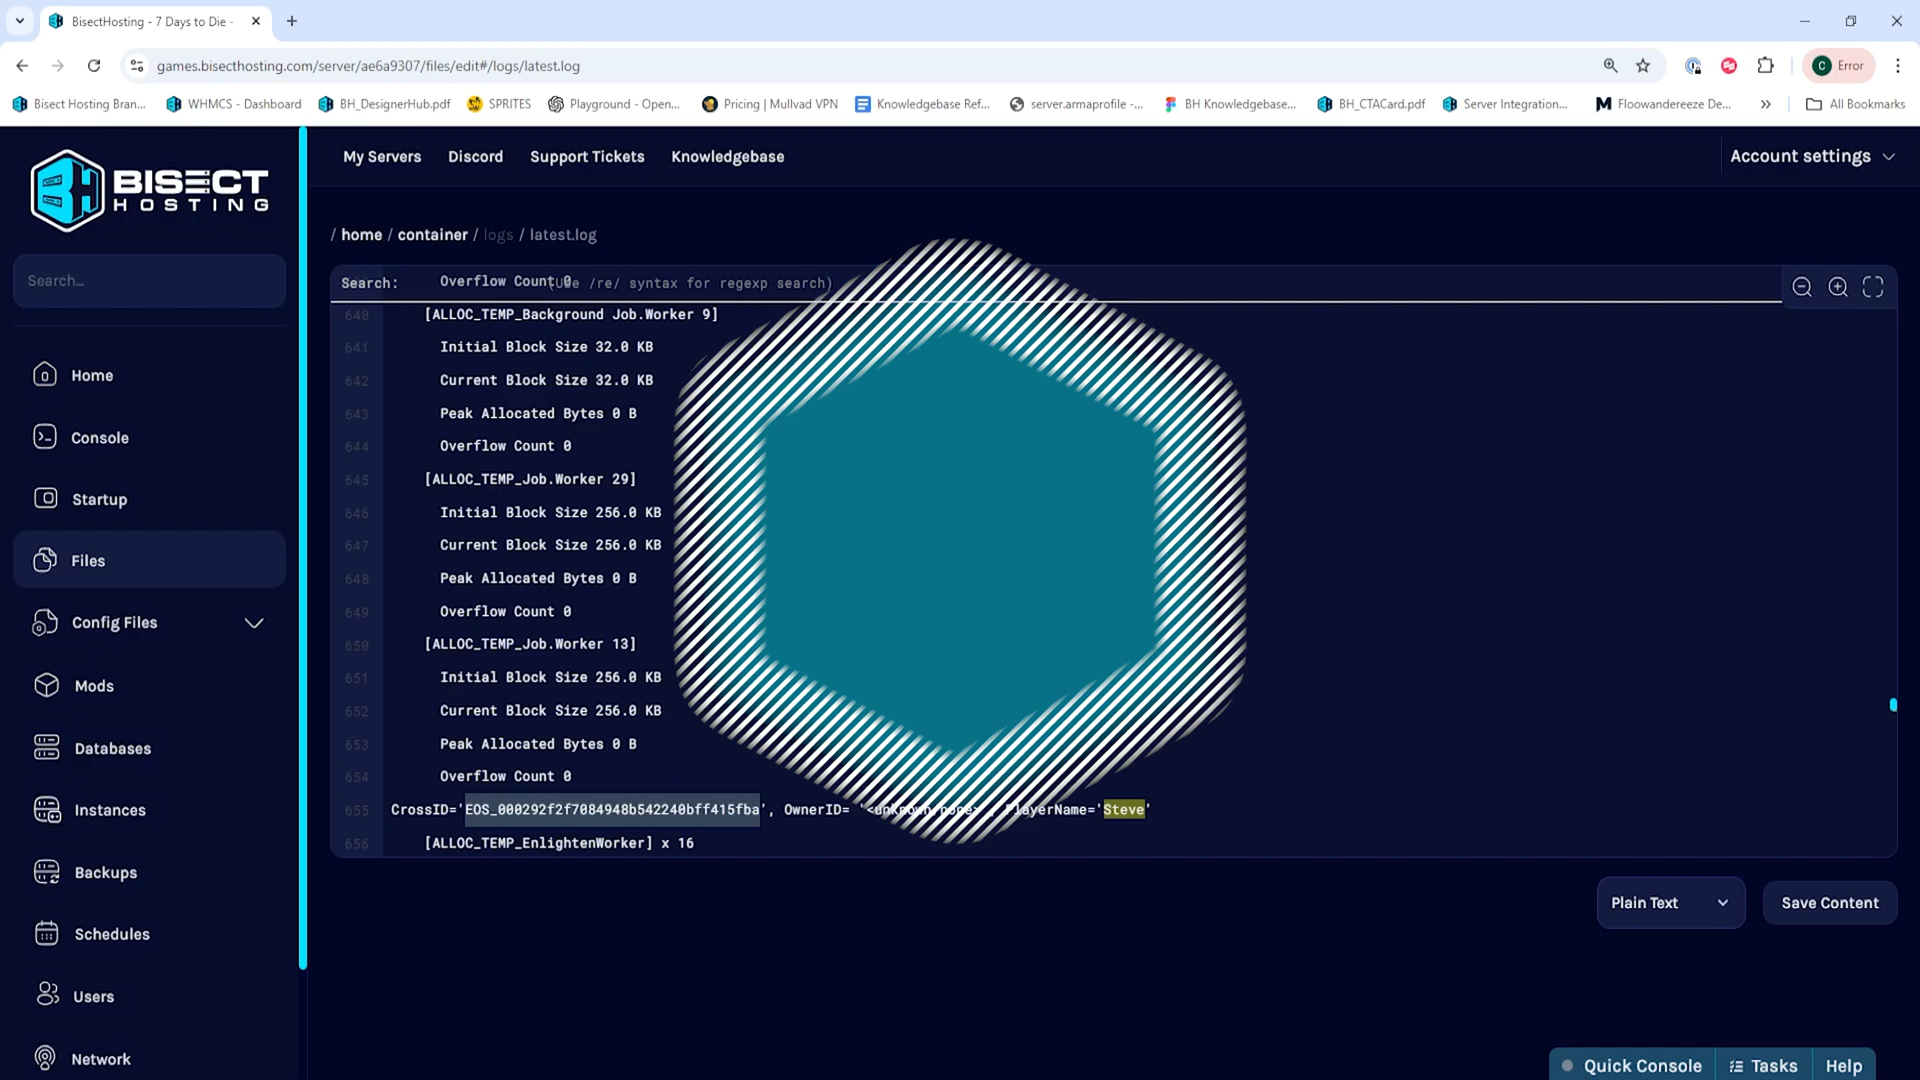 BisectHosting - 7 Days to Die -
games.bisecthosting.com/server/ae6a9307/files/edit#/logs/latest.log
C Error
Bisect Hosting Bran... WHMCS - Dashboard BH_DesignerHub.pdf SPRITES Playground - Open... Pricing | Mullvad VPN Knowledgebase Ref... server.armaprofile -... BH Knowledgebase... BH_CTACard.pdf Server Integration... Floowandereeze De... » All Bookmarks
BISECT
HOSTING
My Servers Discord Support Tickets Knowledgebase
Account settings
/ home / container / logs / latest.log
Search...
Search: (Use /re/ syntax for regexp search)
Overflow Count 0
640 [ALLOC_TEMP_Background Job.Worker 9]
641 Initial Block Size 32.0 KB
642 Current Block Size 32.0 KB
643 Peak Allocated Bytes 0 B
644 Overflow Count 0
645 [ALLOC_TEMP_Job.Worker 29]
646 Initial Block Size 256.0 KB
647 Current Block Size 256.0 KB
648 Peak Allocated Bytes 0 B
649 Overflow Count 0
650 [ALLOC_TEMP_Job.Worker 13]
651 Initial Block Size 256.0 KB
652 Current Block Size 256.0 KB
653 Peak Allocated Bytes 0 B
654 Overflow Count 0
655 CrossID='EOS_000292f2f7084948b542240bff415fba', OwnerID= '<unknown/none>', PlayerName='Steve'
656 [ALLOC_TEMP_EnlightenWorker] x 16
Home
Console
Startup
Files
Config Files
Mods
Databases
Instances
Backups
Schedules
Users
Network
Plain Text
Save Content
Quick Console Tasks Help